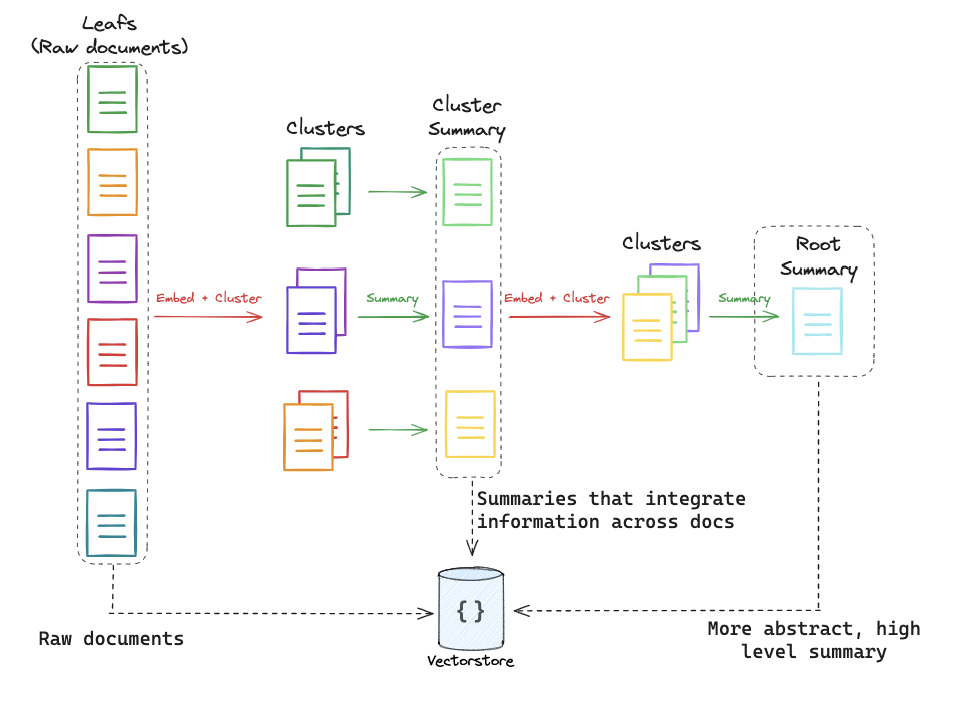 Leafs
(Raw documents)
Clusters
Cluster
Summary
Clusters
Root
Summary
Embed + Cluster
Summary
Embed + Cluster
Summary
Summaries that integrate
information across docs
{}
Vectorstore
Raw documents
More abstract, high
level summary